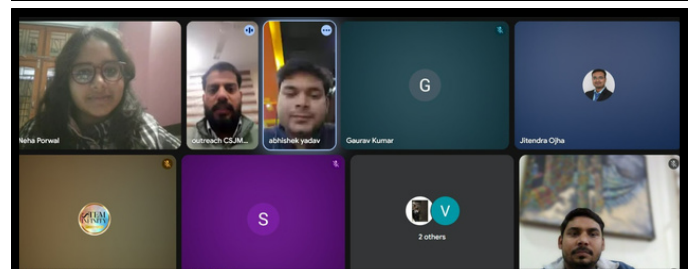 Neha Porwal
outreach CSJM...
abhishek yadav
G
Gaurav Kumar
Jitendra Ojha
S
V
2 others